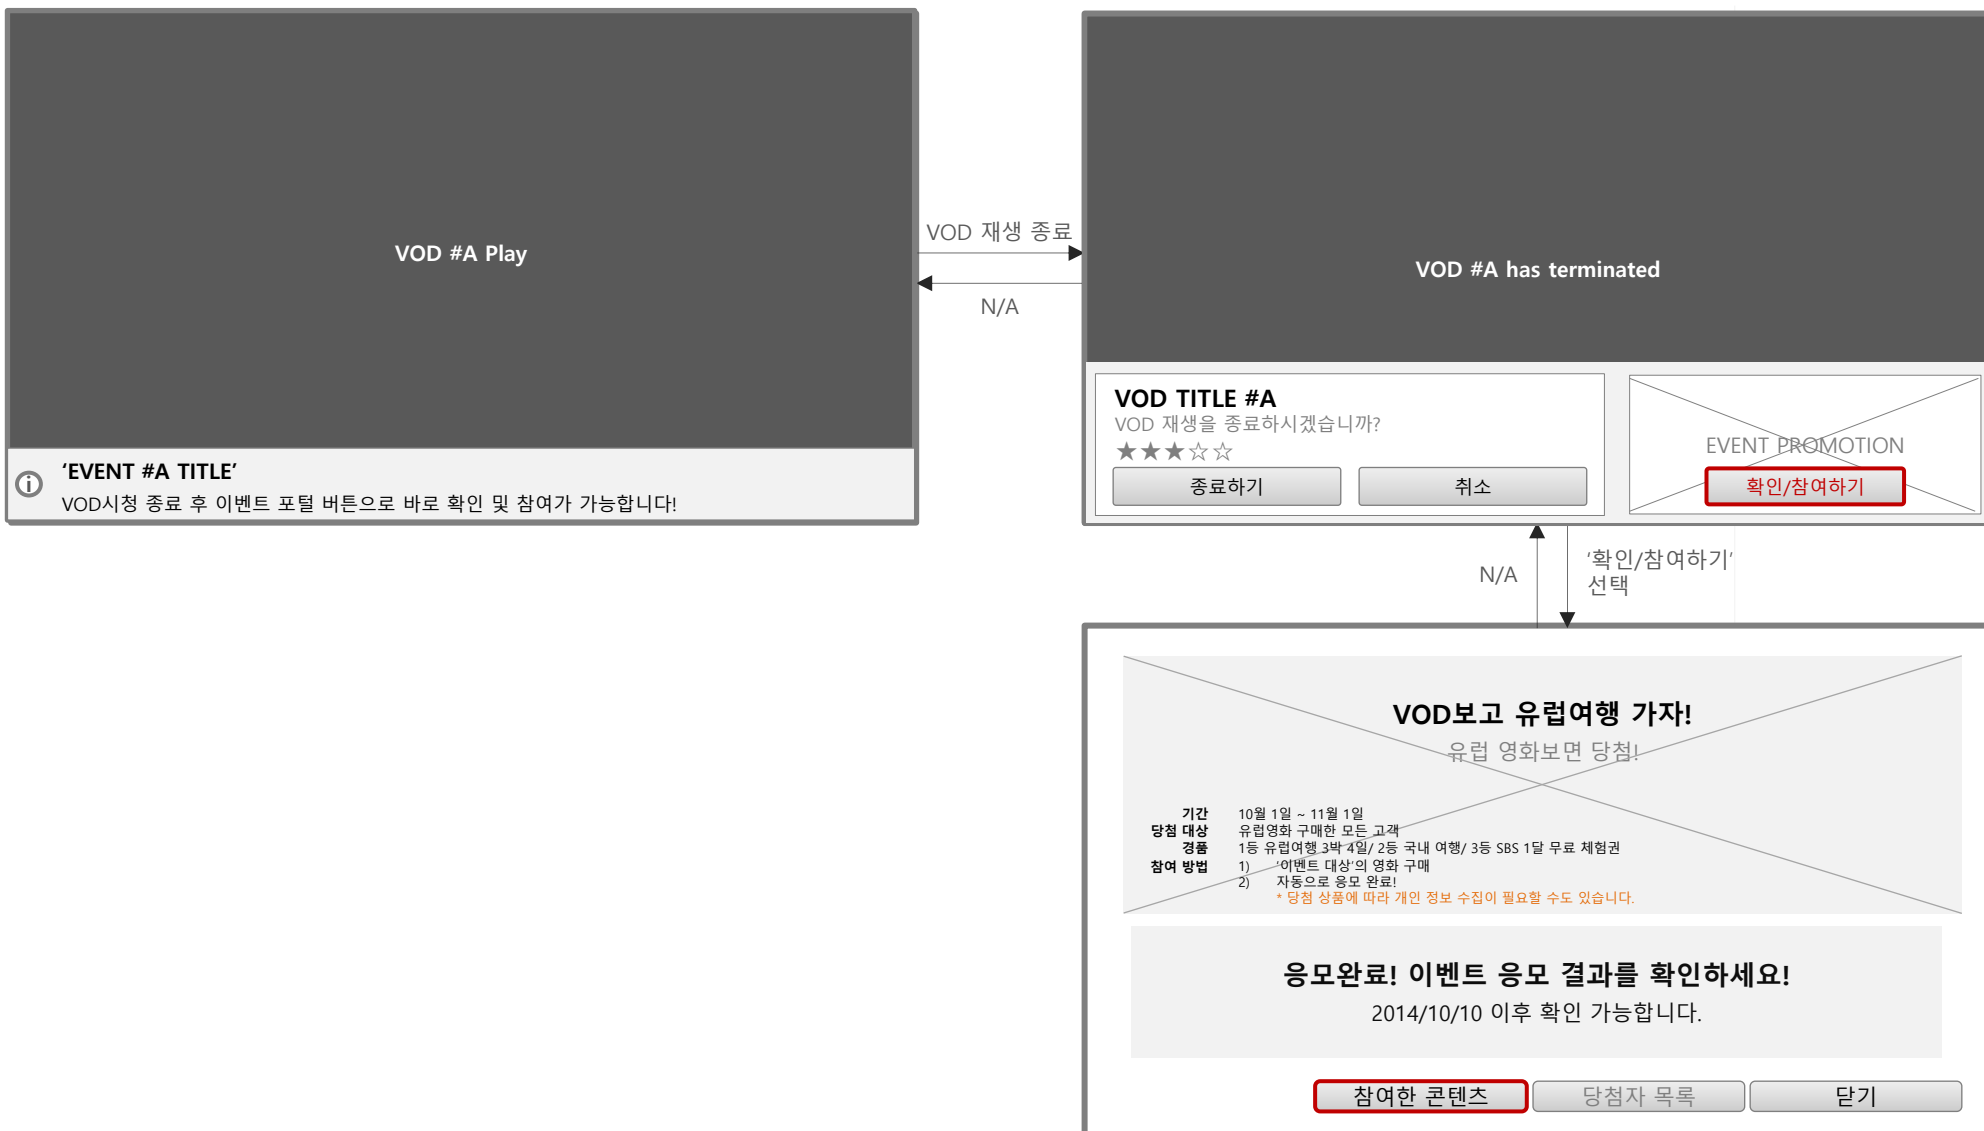 VOD #A Play
ⓘ
‘EVENT #A TITLE’
VOD시청 종료 후 이벤트 포털 버튼으로 바로 확인 및 참여가 가능합니다!
VOD 재생 종료
N/A
VOD #A has terminated
VOD TITLE #A
VOD 재생을 종료하시겠습니까?
★★★☆☆
종료하기
취소
EVENT PROMOTION
확인/참여하기
N/A
‘확인/참여하기’
선택
VOD보고 유럽여행 가자!
유럽 영화보면 당첨!
기간 10월 1일 ~ 11월 1일
당첨 대상 유럽영화 구매한 모든 고객
경품 1등 유럽여행 3박 4일/ 2등 국내 여행/ 3등 SBS 1달 무료 체험권
참여 방법 1) ‘이벤트 대상’의 영화 구매
2) 자동으로 응모 완료!
* 당첨 상품에 따라 개인 정보 수집이 필요할 수도 있습니다.
응모완료! 이벤트 응모 결과를 확인하세요!
2014/10/10 이후 확인 가능합니다.
참여한 콘텐츠
당첨자 목록
닫기